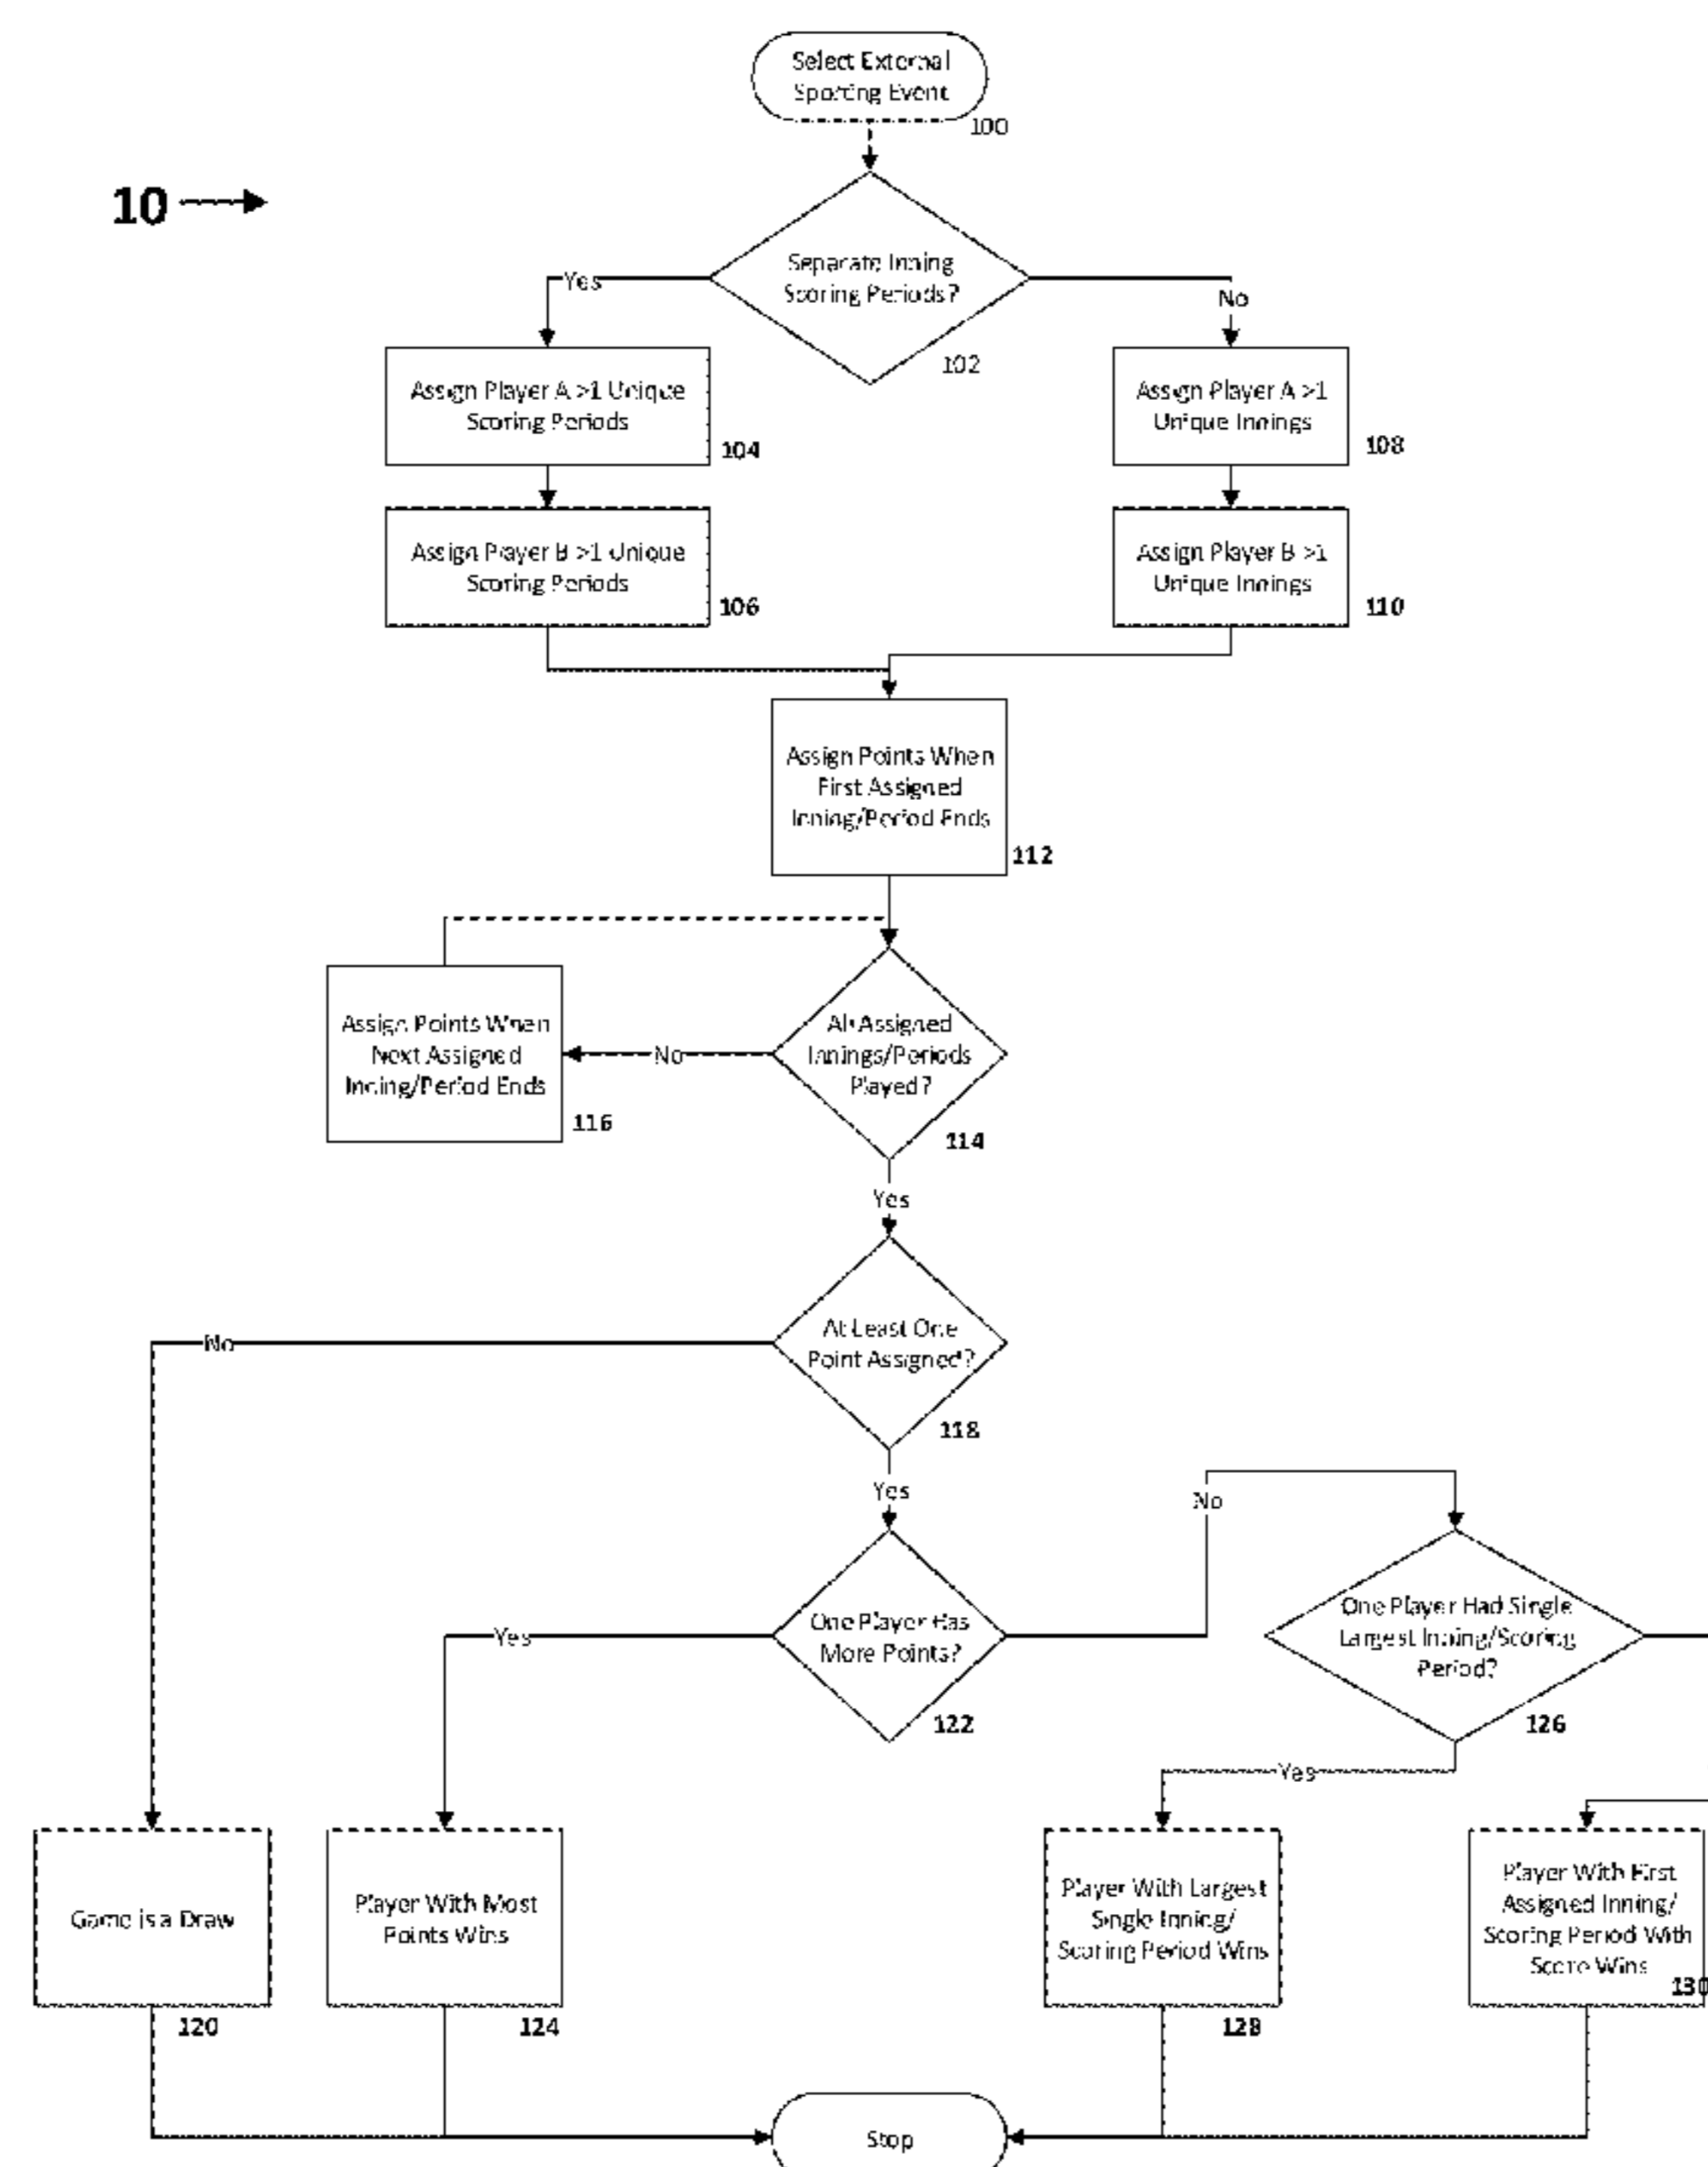 Select External
Sporting Event
100
10
Separate Inning
Scoring Periods?
102
Yes
No
Assign Player A >1 Unique
Scoring Periods
104
Assign Player A >1
Unique Innings
108
Assign Player B >1 Unique
Scoring Periods
106
Assign Player B >1
Unique Innings
110
Assign Points When
First Assigned
Inning/Period Ends
112
Assign Points When
Next Assigned
Inning/Period Ends
116
No
All Assigned
Innings/Periods
Played?
114
Yes
No
At Least One
Point Assigned?
118
Yes
Yes
One Player Has
More Points?
122
No
One Player Had Single
Largest Inning/Scoring
Period?
126
Yes
Game is a Draw
120
Player With Most
Points Wins
124
Player With Largest
Single Inning/
Scoring Period Wins
128
Player With First
Assigned Inning/
Scoring Period With
Score Wins
130
Stop